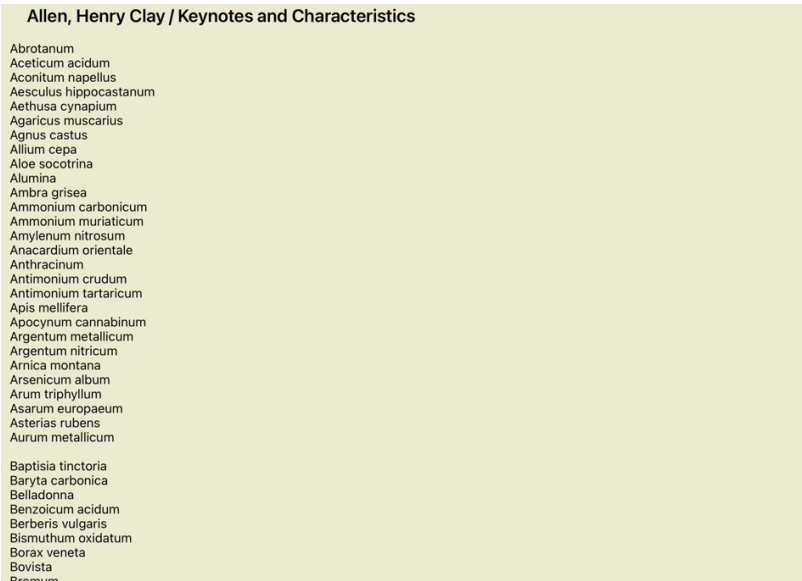 Allen, Henry Clay / Keynotes and Characteristics
Abrotanum
Aceticum acidum
Aconitum napellus
Aesculus hippocastanum
Aethusa cynapium
Agaricus muscarius
Agnus castus
Allium cepa
Aloe socotrina
Alumina
Ambra grisea
Ammonium carbonicum
Ammonium muriaticum
Amylenum nitrosum
Anacardium orientale
Anthracinum
Antimonium crudum
Antimonium tartaricum
Apis mellifera
Apocynum cannabinum
Argentum metallicum
Argentum nitricum
Arnica montana
Arsenicum album
Arum triphyllum
Asarum europaeum
Asterias rubens
Aurum metallicum
Baptisia tinctoria
Baryta carbonica
Belladonna
Benzoicum acidum
Berberis vulgaris
Bismuthum oxidatum
Borax veneta
Bovista
Bromum